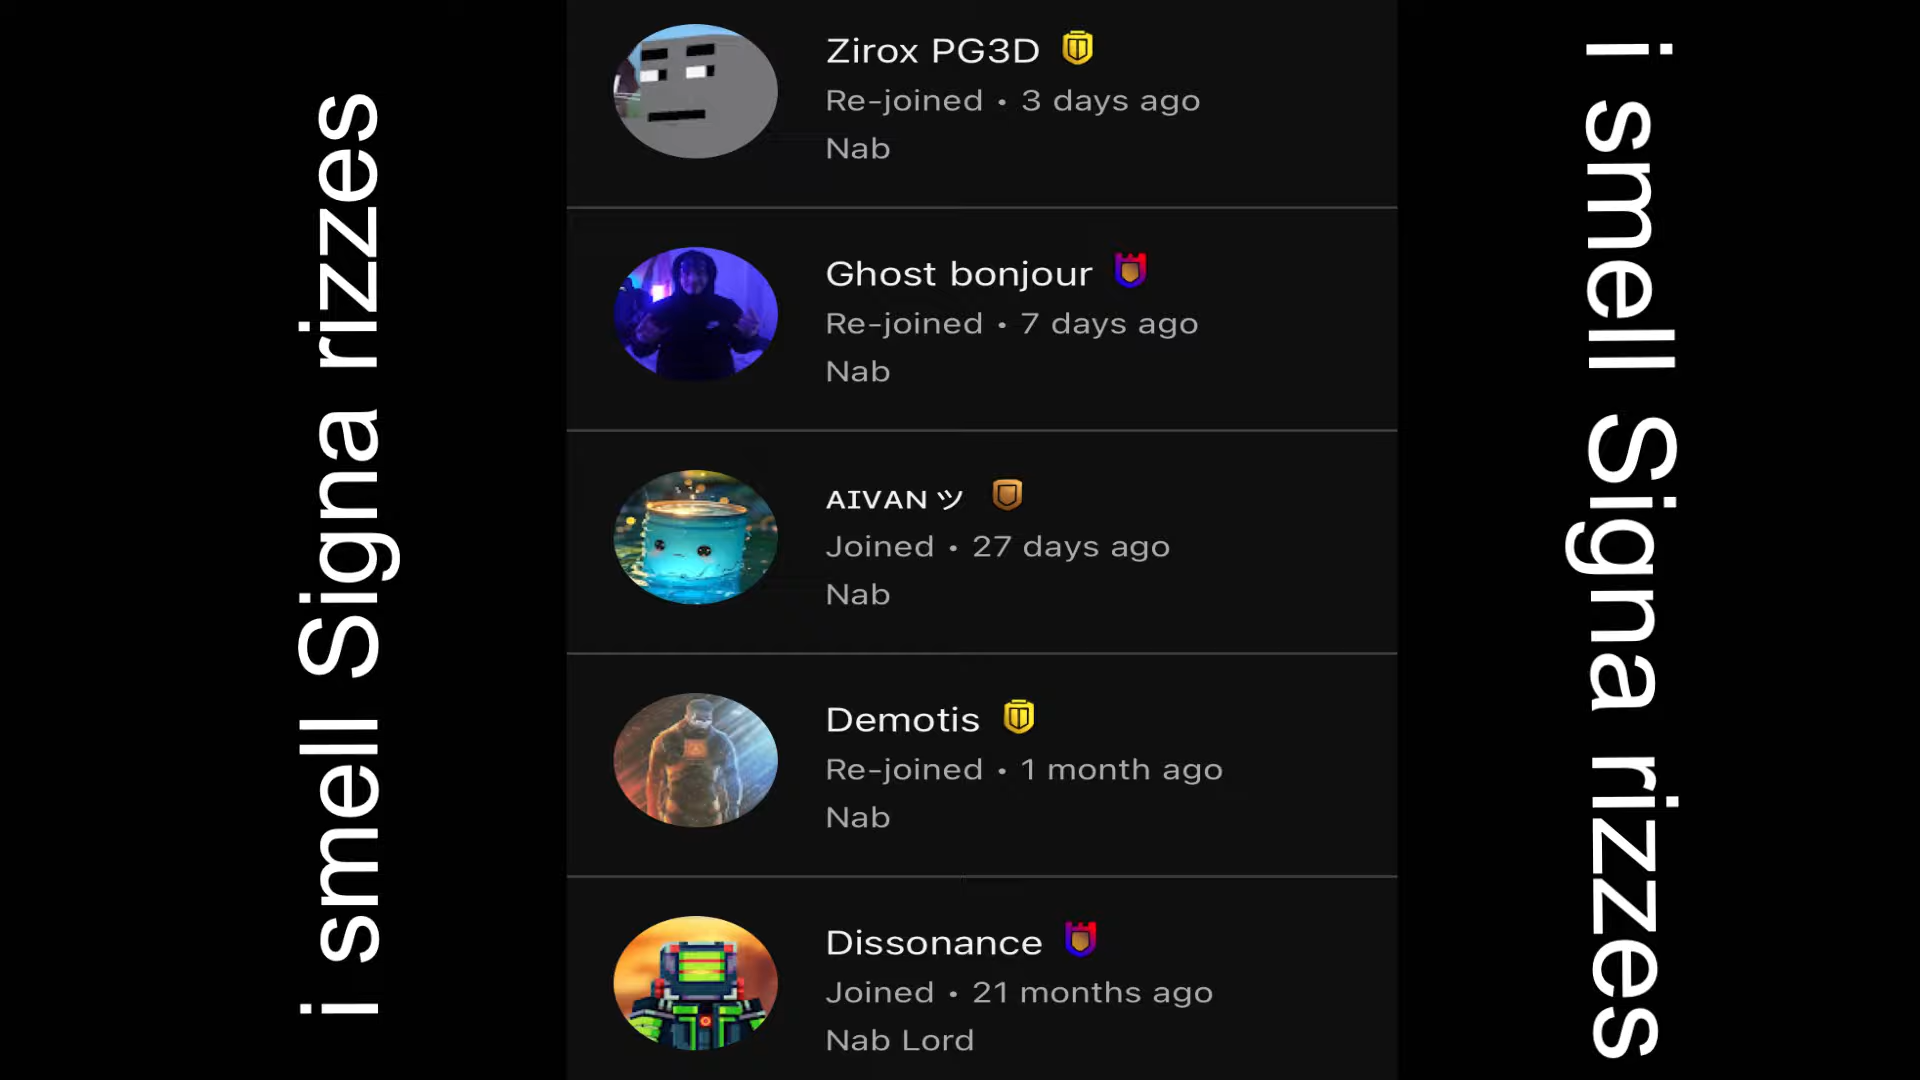 i smell Signa rizzes
Zirox PG3D
Re-joined • 3 days ago
Nab
Ghost bonjour
Re-joined • 7 days ago
Nab
ᴀɪᴠᴀɴ ツ
Joined • 27 days ago
Nab
Demotis
Re-joined • 1 month ago
Nab
Dissonance
Joined • 21 months ago
Nab Lord
i smell Signa rizzes